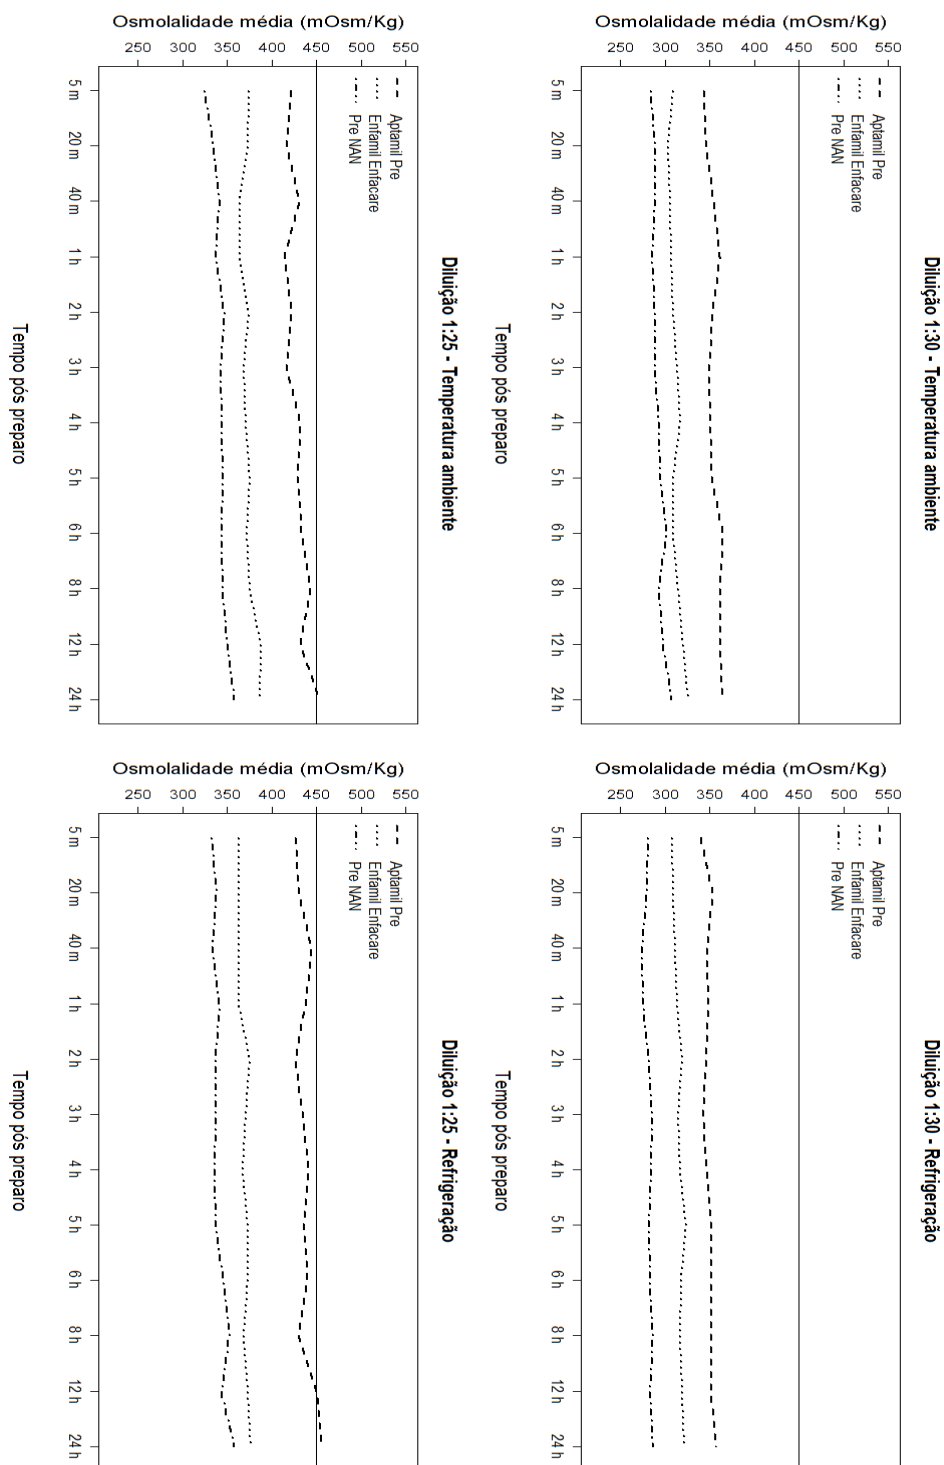 Diluição 1:30 - Temperatura ambiente
Osmolalidade média (mOsm/Kg)
250 300 350 400 450 500 550
Aptamil Pre
Enfamil Enfacare
Pre NAN
5 m 20 m 40 m 1 h 2 h 3 h 4 h 5 h 6 h 8 h 12 h 24 h
Tempo pós preparo
Diluição 1:30 - Refrigeração
Osmolalidade média (mOsm/Kg)
250 300 350 400 450 500 550
Aptamil Pre
Enfamil Enfacare
Pre NAN
5 m 20 m 40 m 1 h 2 h 3 h 4 h 5 h 6 h 8 h 12 h 24 h
Tempo pós preparo
Diluição 1:25 - Temperatura ambiente
Osmolalidade média (mOsm/Kg)
250 300 350 400 450 500 550
Aptamil Pre
Enfamil Enfacare
Pre NAN
5 m 20 m 40 m 1 h 2 h 3 h 4 h 5 h 6 h 8 h 12 h 24 h
Tempo pós preparo
Diluição 1:25 - Refrigeração
Osmolalidade média (mOsm/Kg)
250 300 350 400 450 500 550
Aptamil Pre
Enfamil Enfacare
Pre NAN
5 m 20 m 40 m 1 h 2 h 3 h 4 h 5 h 6 h 8 h 12 h 24 h
Tempo pós preparo